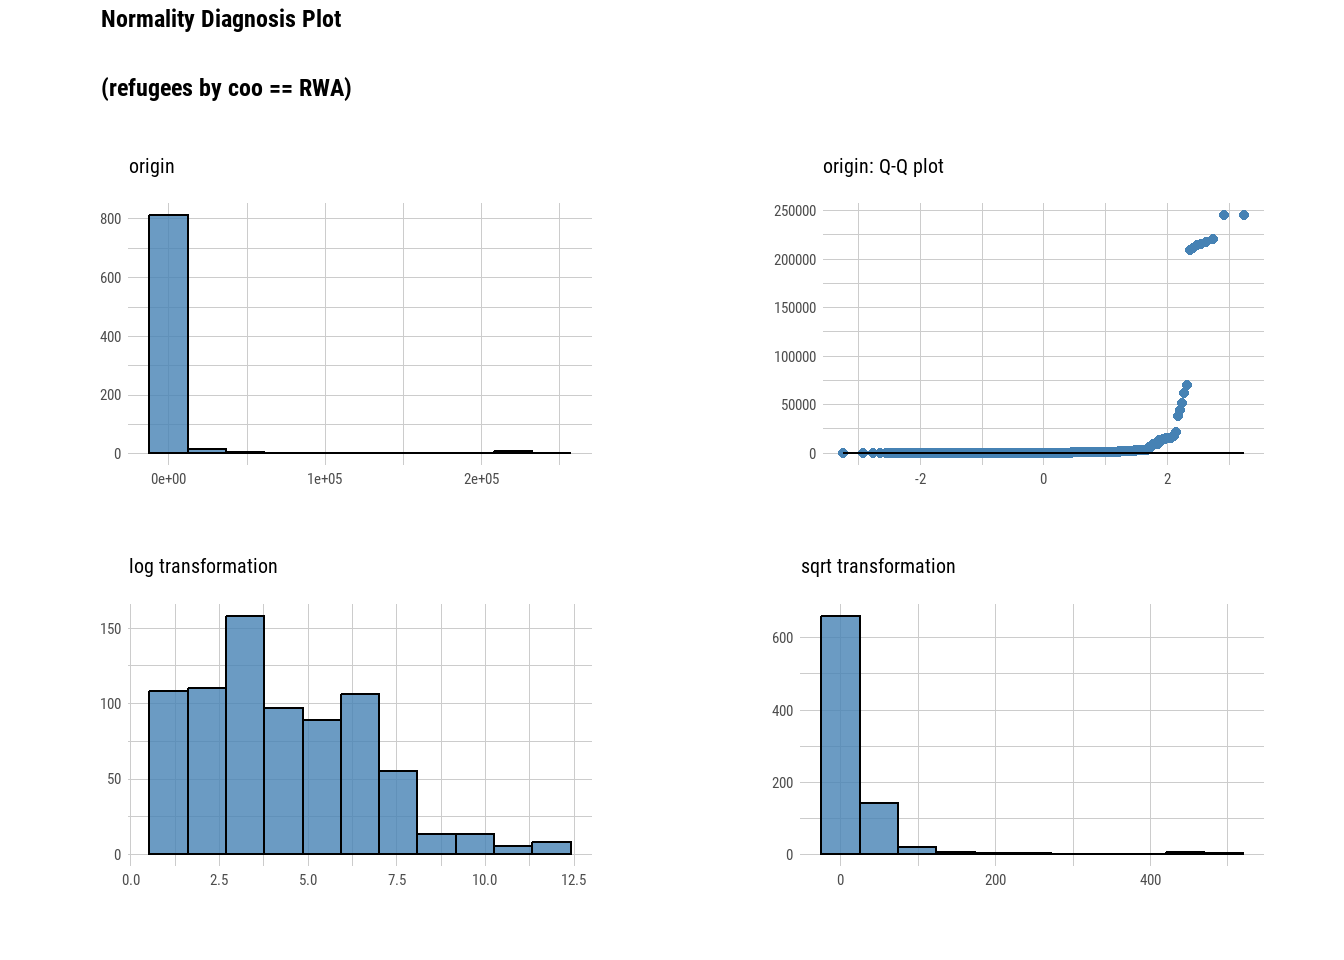 Normality Diagnosis Plot
(refugees by coo == RWA)
origin
800
600
400
200
0
0e+00 1e+05 2e+05
origin: Q-Q plot
250000
200000
150000
100000
50000
0
-2 0 2
log transformation
150
100
50
0
0.0 2.5 5.0 7.5 10.0 12.5
sqrt transformation
600
400
200
0
0 200 400